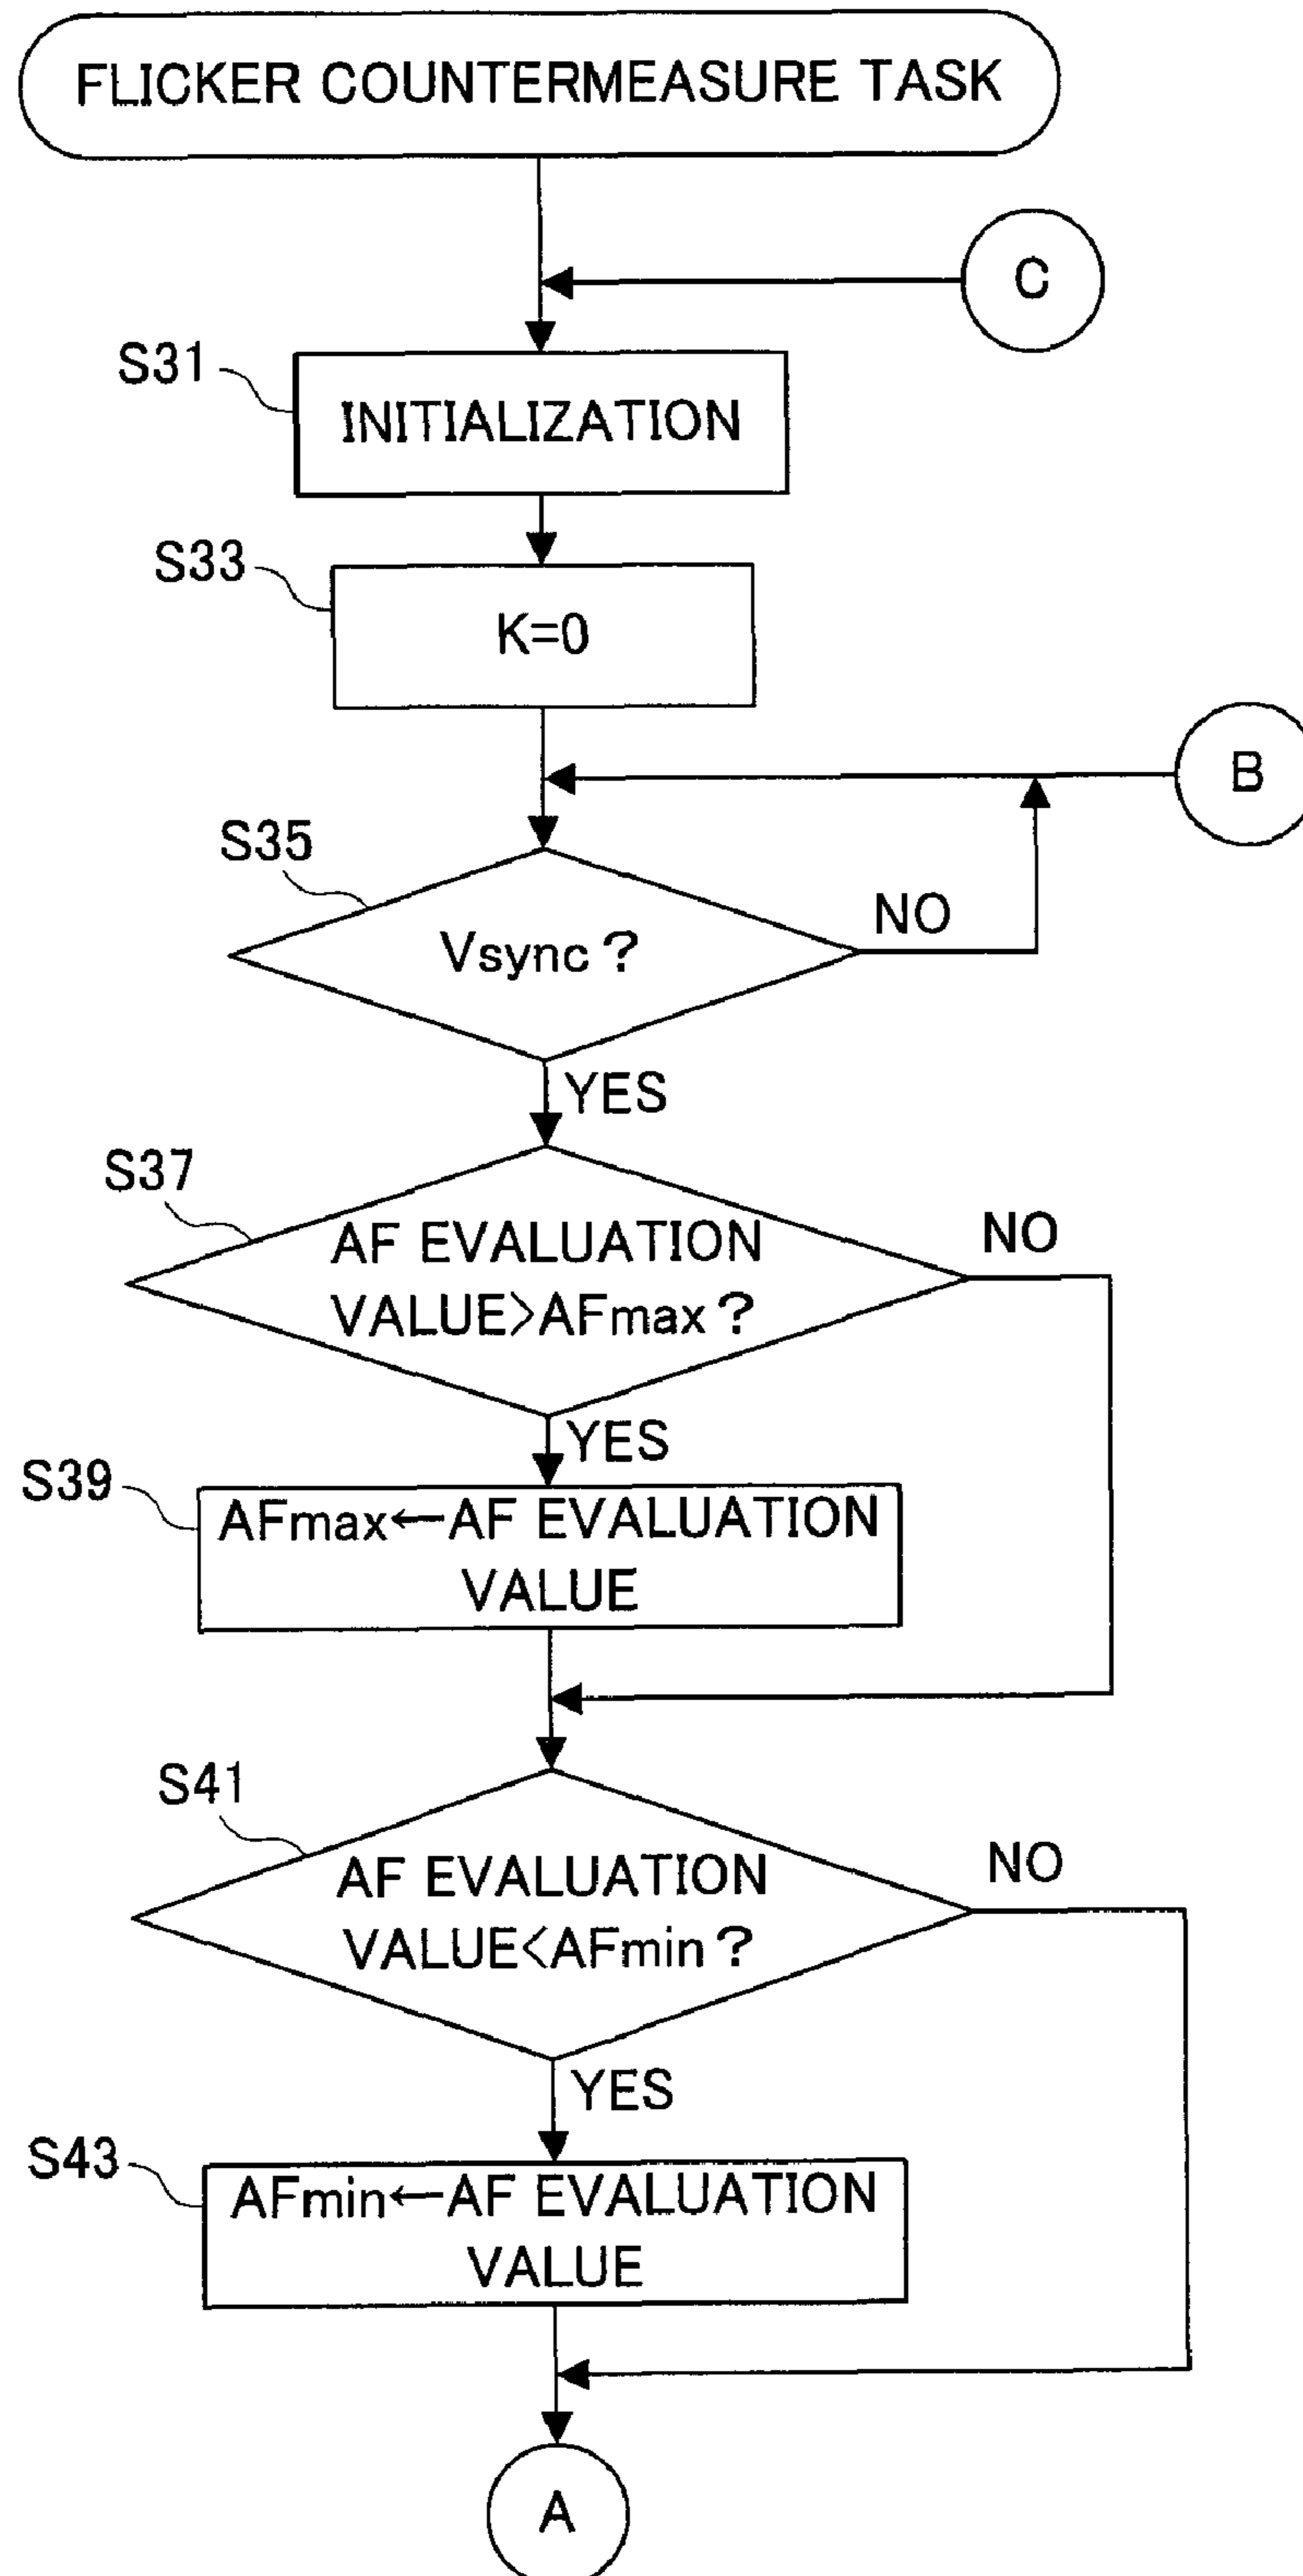 FLICKER COUNTERMEASURE TASK
C
S31
INITIALIZATION
S33
K=0
B
S35
Vsync?
NO
YES
S37
AF EVALUATION
VALUE>AFmax?
NO
YES
S39
AFmax←AF EVALUATION
VALUE
S41
AF EVALUATION
VALUE<AFmin?
NO
YES
S43
AFmin←AF EVALUATION
VALUE
A